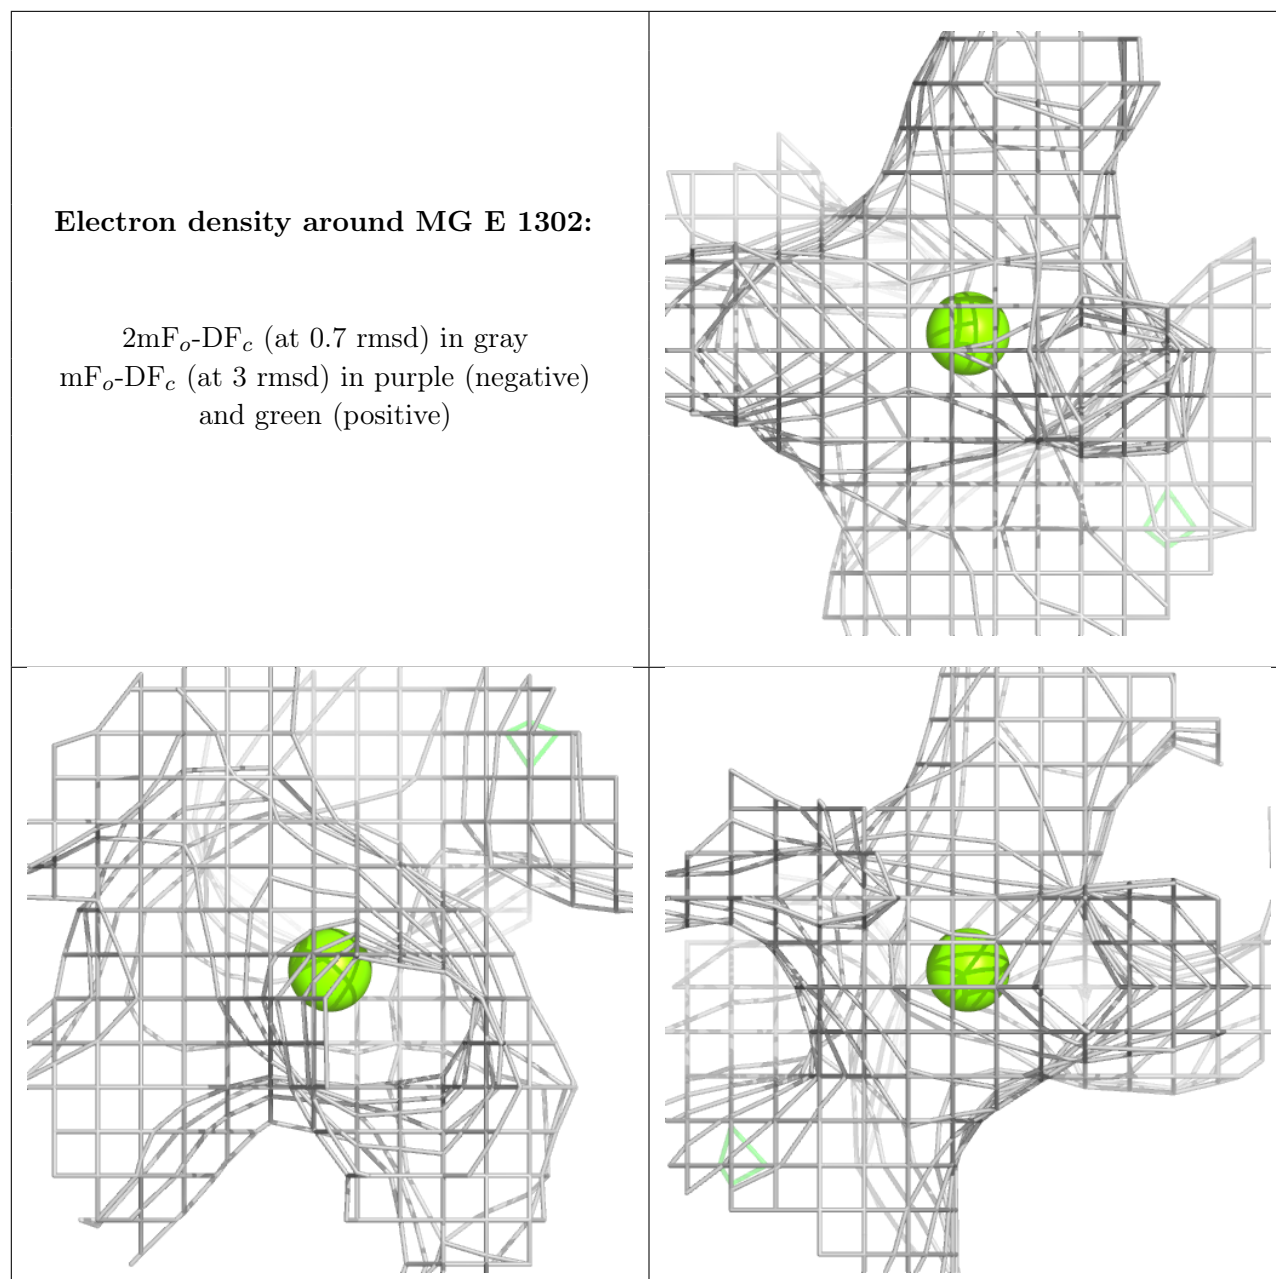 Electron density around MG E 1302:
2mFo-DFc (at 0.7 rmsd) in gray
mFo-DFc (at 3 rmsd) in purple (negative)
and green (positive)